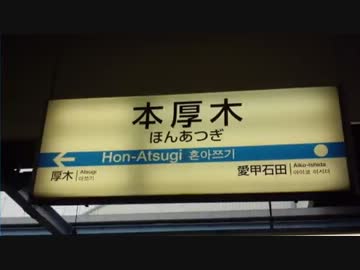 本厚木
ほんあつぎ
Hon-Atsugi 혼아쯔기
厚木 Atsugi 아쯔기
愛甲石田 Aiko-Ishida 아이코 이시다